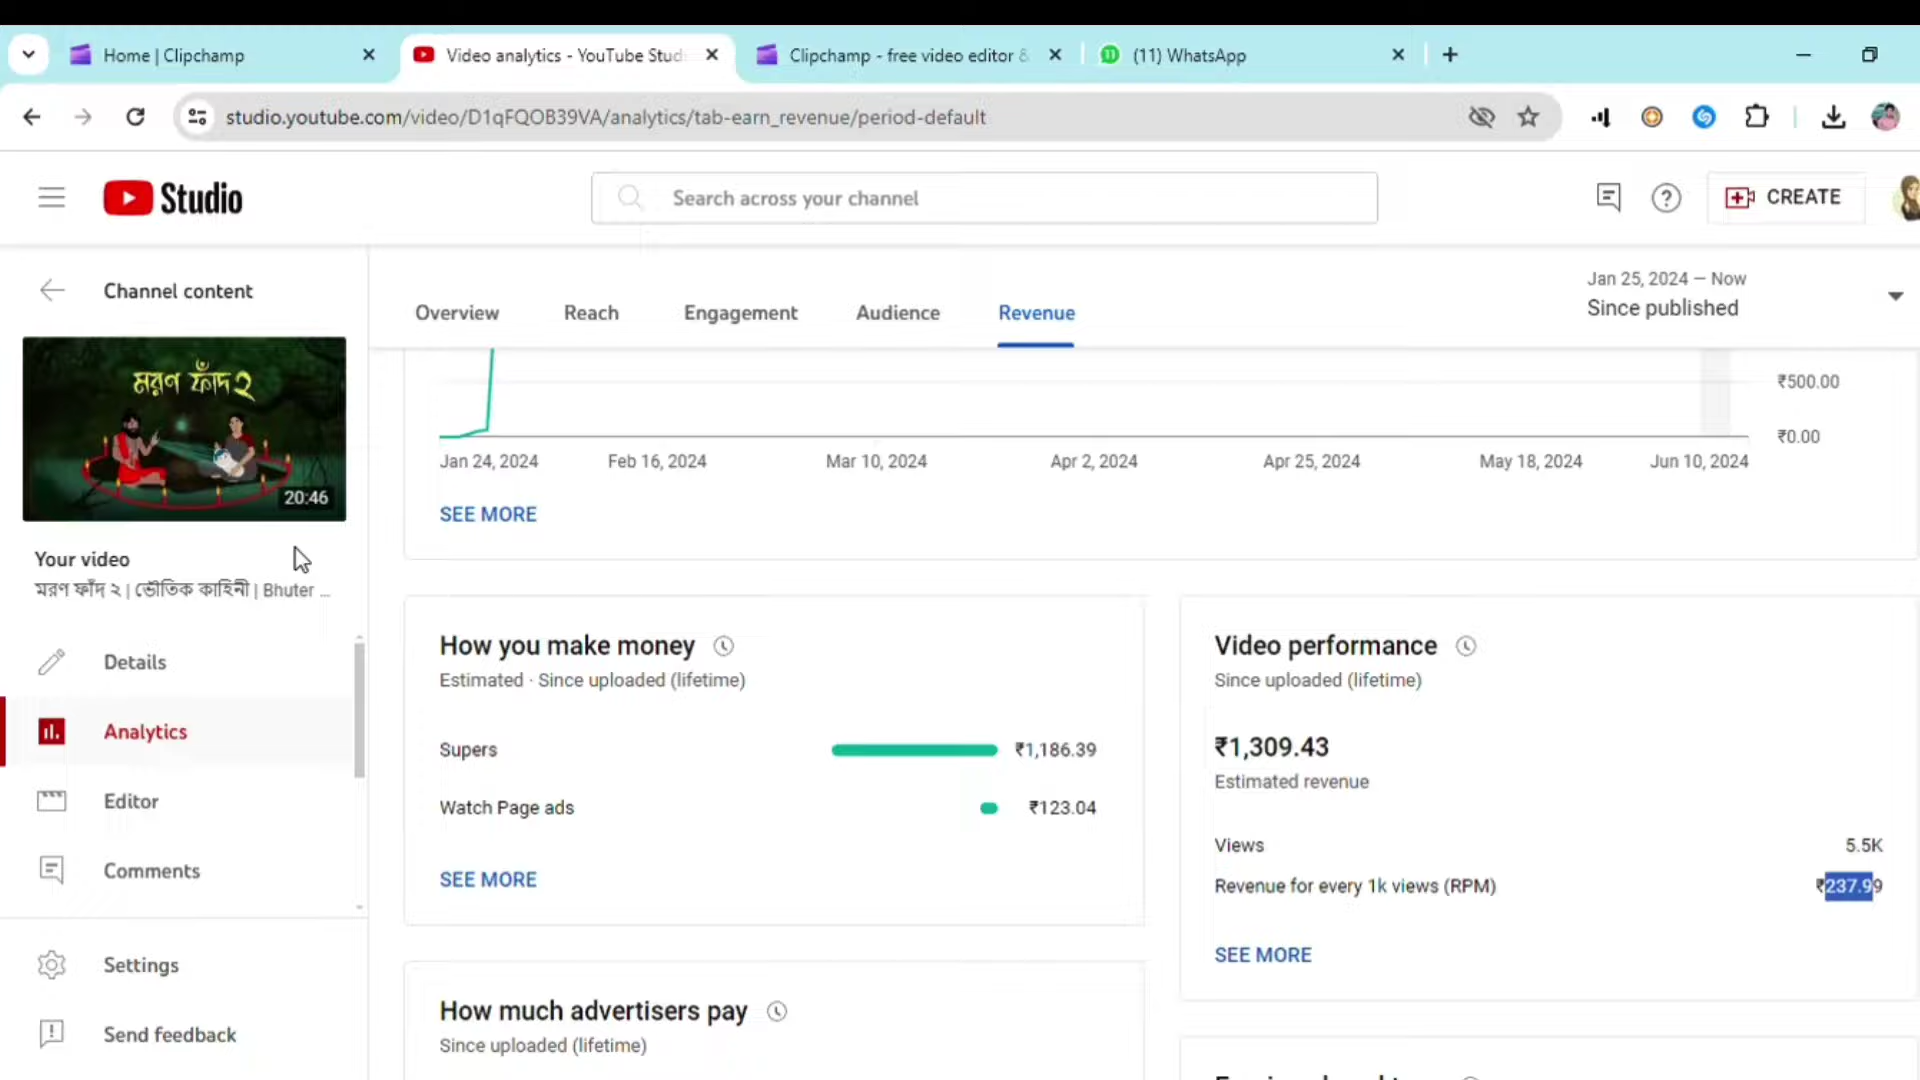 Home | Clipchamp
Video analytics - YouTube Stud
Clipchamp - free video editor &
(11) WhatsApp
studio.youtube.com/video/D1qFQOB39VA/analytics/tab-earn_revenue/period-default
Studio
Search across your channel
CREATE
Channel content
Overview
Reach
Engagement
Audience
Revenue
Jan 25, 2024 – Now
Since published
মরণ ফাঁদ ২
20:46
Your video
মরণ ফাঁদ ২ | ভৌতিক কাহিনী | Bhuter ...
Details
Analytics
Editor
Comments
Settings
Send feedback
₹500.00
₹0.00
Jan 24, 2024
Feb 16, 2024
Mar 10, 2024
Apr 2, 2024
Apr 25, 2024
May 18, 2024
Jun 10, 2024
SEE MORE
How you make money
Estimated · Since uploaded (lifetime)
Supers
₹1,186.39
Watch Page ads
₹123.04
SEE MORE
Video performance
Since uploaded (lifetime)
₹1,309.43
Estimated revenue
Views
5.5K
Revenue for every 1k views (RPM)
₹237.99
SEE MORE
How much advertisers pay
Since uploaded (lifetime)